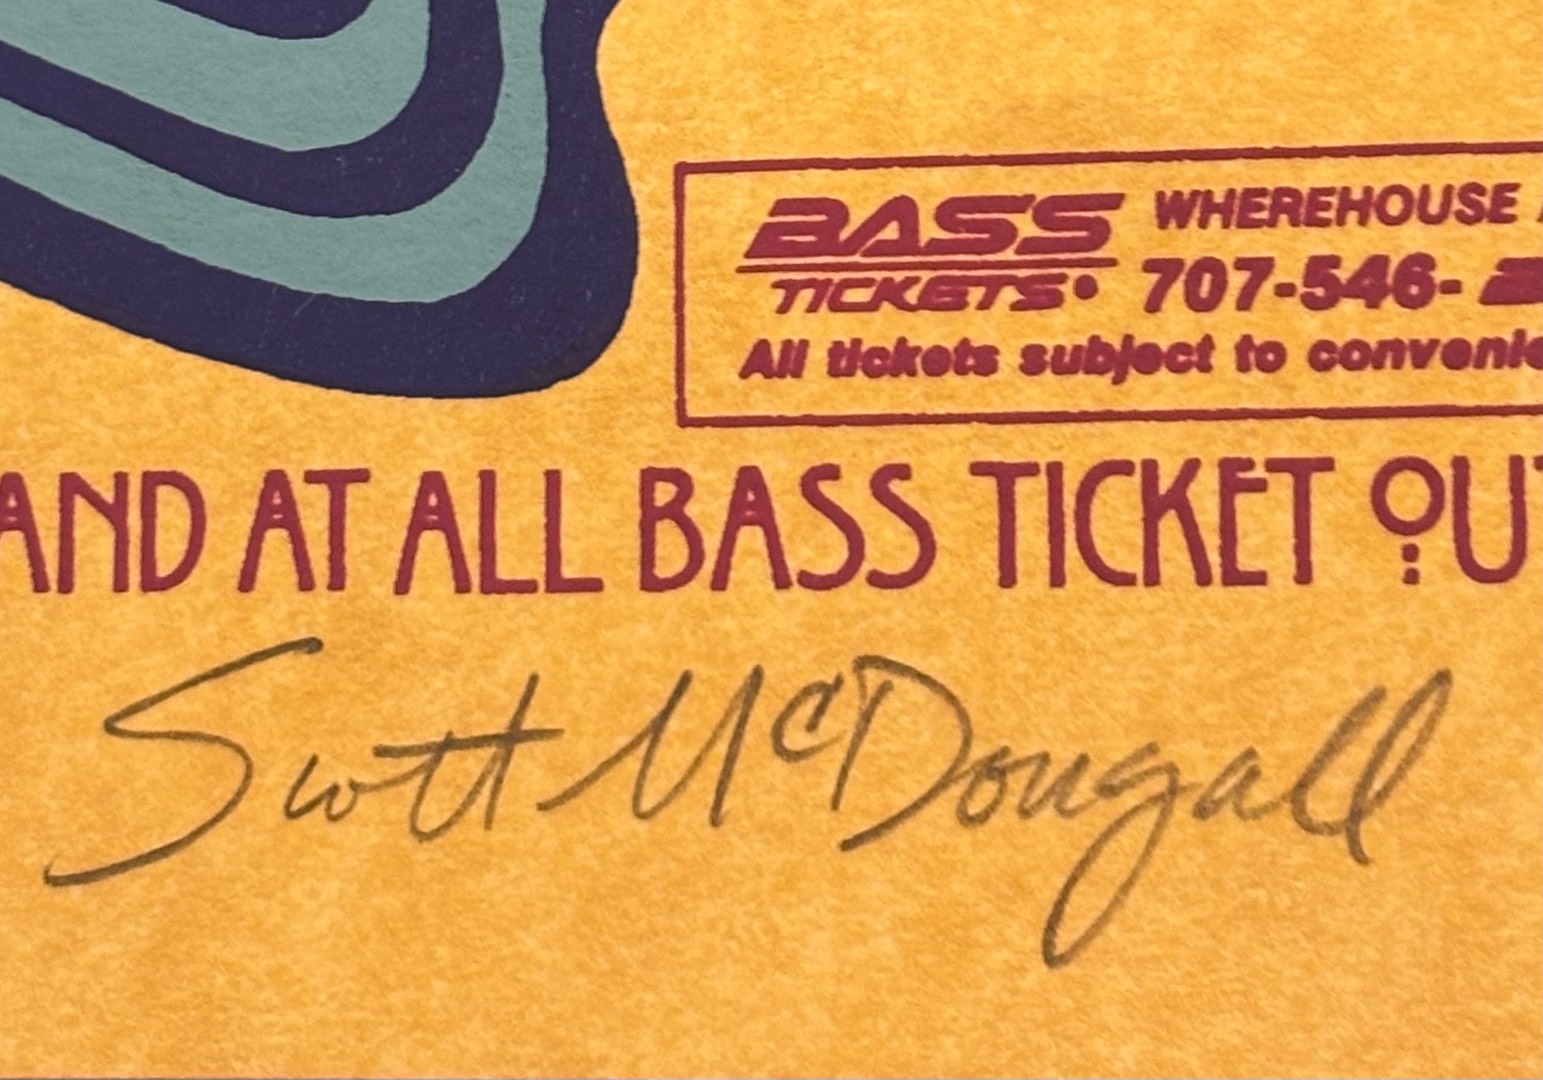 BASS WHEREHOUSE
TICKETS 707-546-
All tickets subject to convenie
AND AT ALL BASS TICKET OUT
Scott McDougall